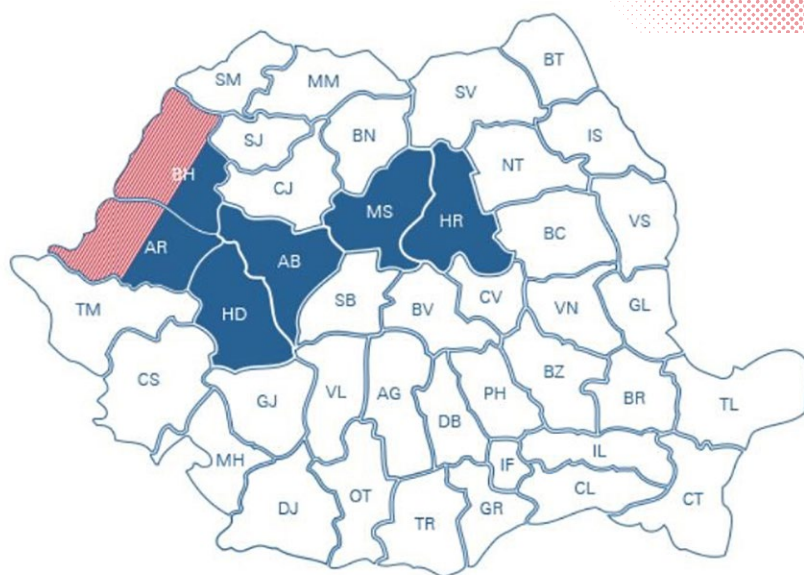 BT
SM
MM
SV
SJ
BN
IS
BH
CJ
NT
MS
HR
VS
AR
AB
BC
TM
HD
SB
BV
CV
VN
GL
CS
GJ
VL
AG
DB
PH
BZ
BR
TL
MH
IF
IL
DJ
OT
TR
GR
CL
CT